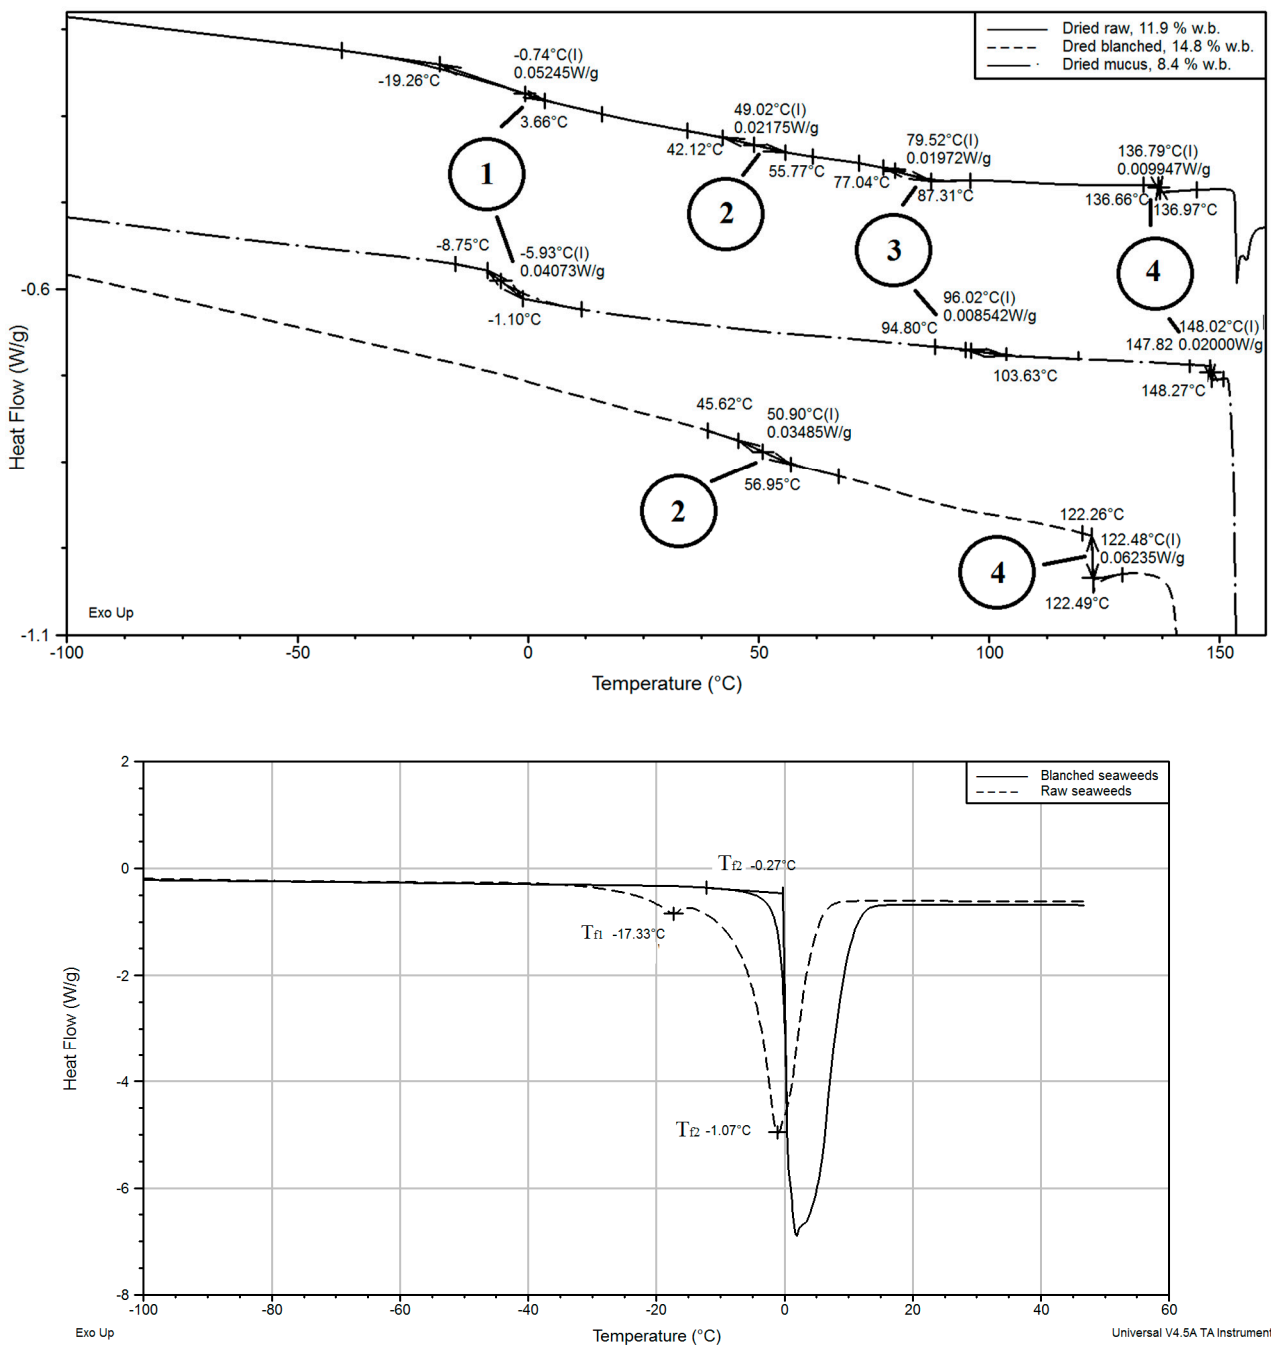 Dried raw, 11.9 % w.b.
Dred blanched, 14.8 % w.b.
Dried mucus, 8.4 % w.b.
-19.26°C
-0.74°C(I)
0.05245W/g
3.66°C
1
42.12°C
49.02°C(I)
0.02175W/g
55.77°C
2
77.04°C
79.52°C(I)
0.01972W/g
87.31°C
3
136.79°C(I)
0.009947W/g
136.66°C
136.97°C
4
-8.75°C
-5.93°C(I)
0.04073W/g
-1.10°C
96.02°C(I)
0.008542W/g
94.80°C
103.63°C
148.02°C(I)
147.82 0.02000W/g
148.27°C
45.62°C
50.90°C(I)
0.03485W/g
56.95°C
2
122.26°C
122.48°C(I)
0.06235W/g
122.49°C
4
-0.6
-1.1
Heat Flow (W/g)
Exo Up
-100 -50 0 50 100 150
Temperature (°C)
Blanched seaweeds
Raw seaweeds
Tf2 -0.27°C
Tf1 -17.33°C
Tf2 -1.07°C
2
0
-2
-4
-6
-8
Heat Flow (W/g)
-100 -80 -60 -40 -20 0 20 40 60
Exo Up
Temperature (°C)
Universal V4.5A TA Instrument